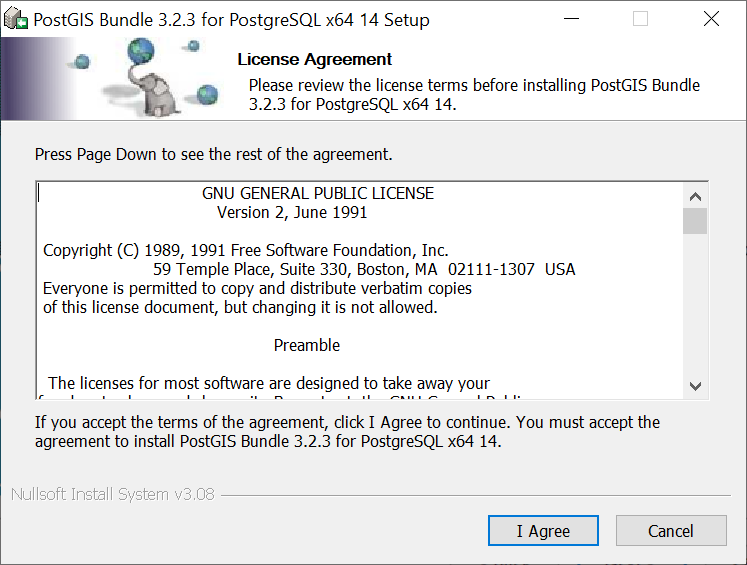 PostGIS Bundle 3.2.3 for PostgreSQL x64 14 Setup
License Agreement
Please review the license terms before installing PostGIS Bundle
3.2.3 for PostgreSQL x64 14.
Press Page Down to see the rest of the agreement.
GNU GENERAL PUBLIC LICENSE
Version 2, June 1991
Copyright (C) 1989, 1991 Free Software Foundation, Inc.
59 Temple Place, Suite 330, Boston, MA 02111-1307 USA
Everyone is permitted to copy and distribute verbatim copies
of this license document, but changing it is not allowed.
Preamble
The licenses for most software are designed to take away your
If you accept the terms of the agreement, click I Agree to continue. You must accept the
agreement to install PostGIS Bundle 3.2.3 for PostgreSQL x64 14.
Nullsoft Install System v3.08
I Agree
Cancel